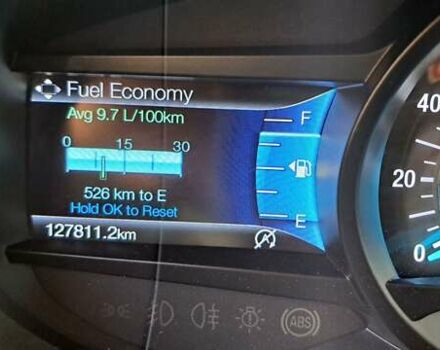 Fuel Economy
Avg 9.7 L/100km
0 15 30
526 km to E
Hold OK to Reset
127811.2km
F
E
40
20
0
ABS